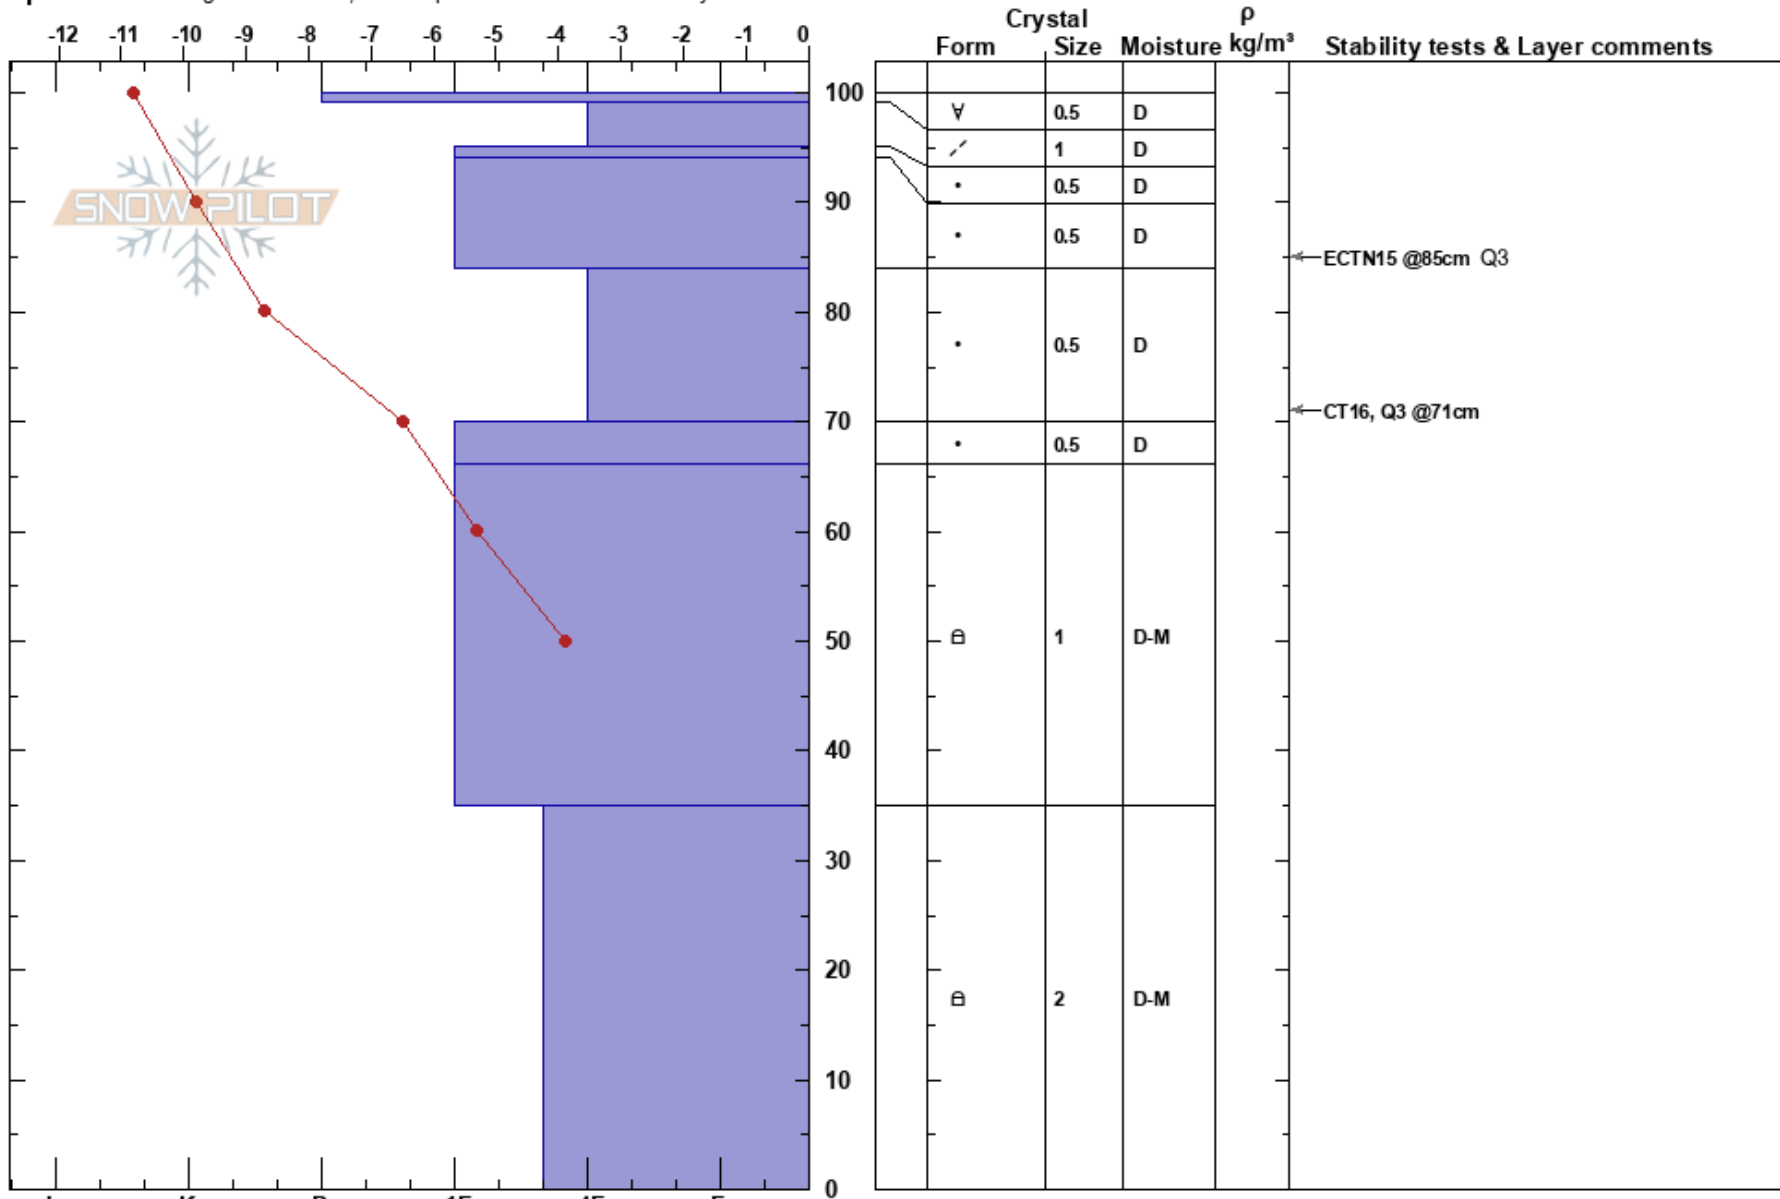 -12 -11 -10 -9 -8 -7 -6 -5 -4 -3 -2 -1 0
Crystal
ρ
Form Size Moisture kg/m³ Stability tests & Layer comments
SNOW PILOT
100
0.5 D
1 D
0.5 D
90
0.5 D
ECTN15 @85cm Q3
80
0.5 D
CT16, Q3 @71cm
70
0.5 D
60
50
1 D-M
40
30
20
2 D-M
10
0